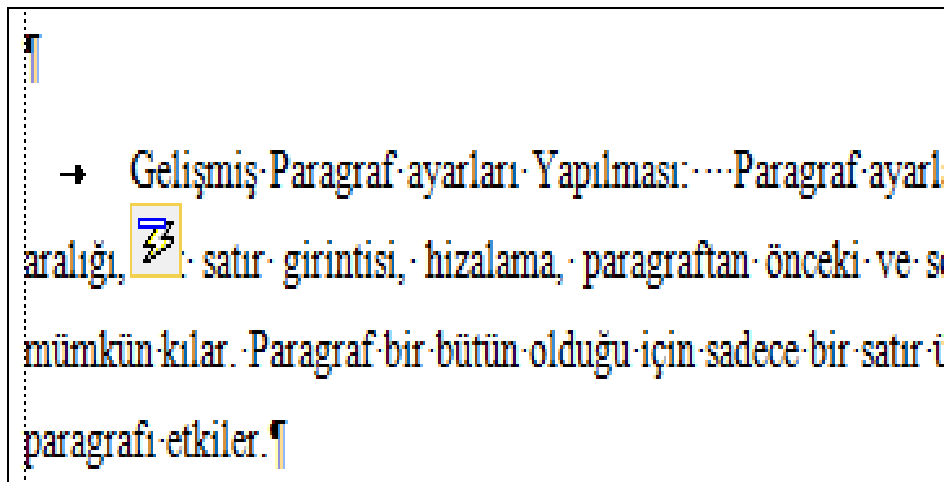 ¶
→ Gelişmiş Paragraf ayarları Yapılması: Paragraf
aralığı, satır girintisi, hizalama, paragraftan önceki ve
mümkün kılar. Paragraf bir bütün olduğu için sadece bir satır
paragrafı etkiler.¶